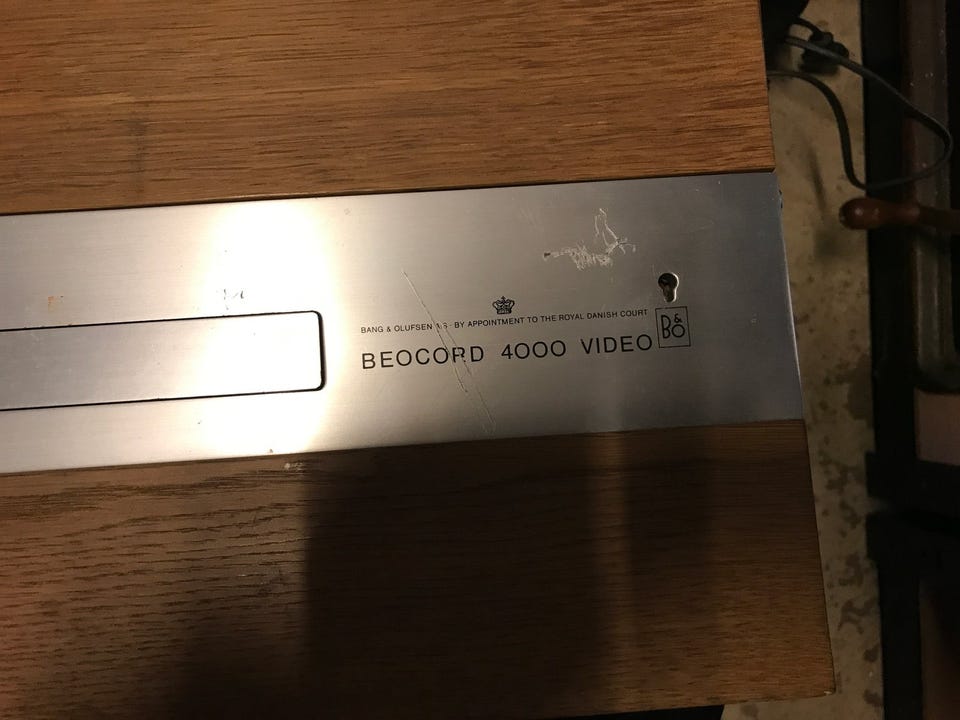 BANG & OLUFSEN A/S · BY APPOINTMENT TO THE ROYAL DANISH COURT
BEOCORD 4000 VIDEO
B&O